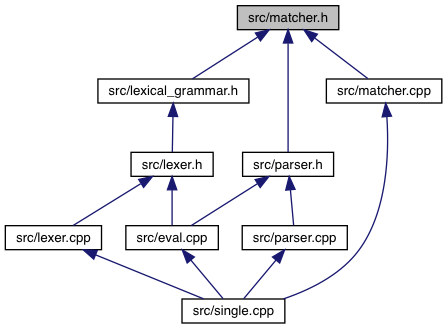 src/matcher.h
src/lexical_grammar.h
src/matcher.cpp
src/lexer.h
src/parser.h
src/lexer.cpp
src/eval.cpp
src/parser.cpp
src/single.cpp